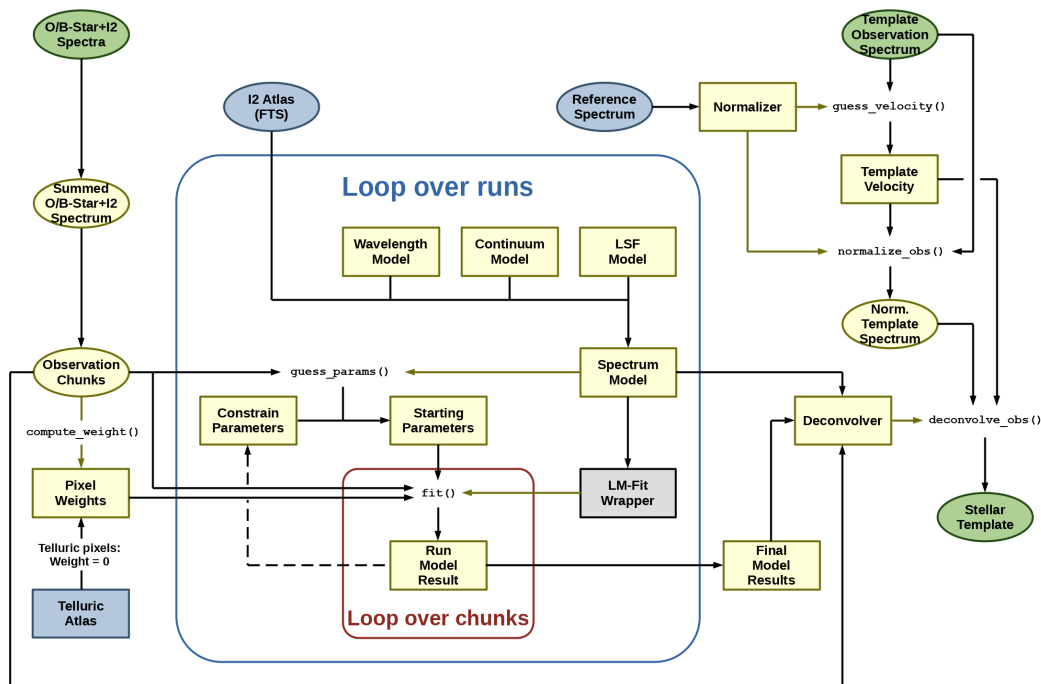 O/B-Star+I2
Spectra
Template
Observation
Spectrum
I2 Atlas
(FTS)
Reference
Spectrum
Normalizer
guess_velocity()
Summed
O/B-Star+I2
Spectrum
Loop over runs
Template
Velocity
Wavelength
Model
Continuum
Model
LSF
Model
normalize_obs()
Norm.
Template
Spectrum
Observation
Chunks
guess_params()
Spectrum
Model
Constrain
Parameters
Starting
Parameters
Deconvolver
deconvolve_obs()
compute_weight()
Pixel
Weights
fit()
LM-Fit
Wrapper
Stellar
Template
Telluric pixels:
Weight = 0
Run
Model
Result
Final
Model
Results
Telluric
Atlas
Loop over chunks